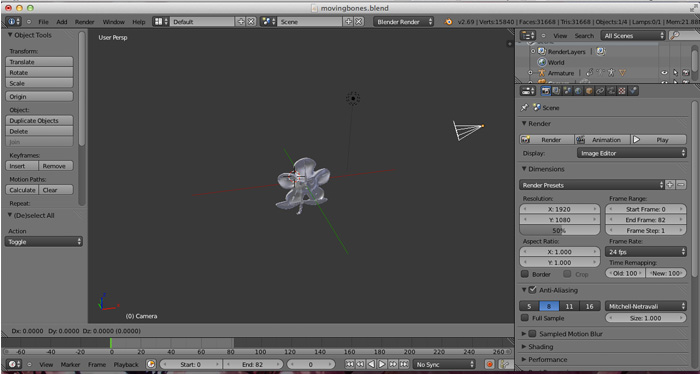 movingbones.blend
File Add Render Window Help Default Scene Blender Render v2.69 | Verts:15840 | Faces:31668 | Tris:31668 | Objects:1/4 | Lamps:0/1 | Mem:21.88
Object Tools
Transform:
Translate
Rotate
Scale
Origin
Object:
Duplicate Objects
Delete
Join
Keyframes:
Insert Remove
Motion Paths:
Calculate Clear
Repeat:
(De)select All
Action
Toggle
User Persp
(0) Camera
Dx: 0.0000 Dy: 0.0000 Dz: 0.0000 (0.0000)
-60 -40 -20 0 20 40 60 80 100 120 140 160 180 200 220 240
View Marker Frame Playback Start: 0 End: 82 0 No Sync
View Search All Scenes
RenderLayers
World
Armature
Scene
Render
Render Animation Play
Display: Image Editor
Dimensions
Render Presets
Resolution: Frame Range:
X: 1920 Start Frame: 0
Y: 1080 End Frame: 82
50% Frame Step: 1
Aspect Ratio: Frame Rate:
X: 1.000 24 fps
Y: 1.000 Time Remapping:
Border Crop Old: 100 New: 100
Anti-Aliasing
5 8 11 16 Mitchell-Netravali
Full Sample Size: 1.000
Sampled Motion Blur
Shading
Performance